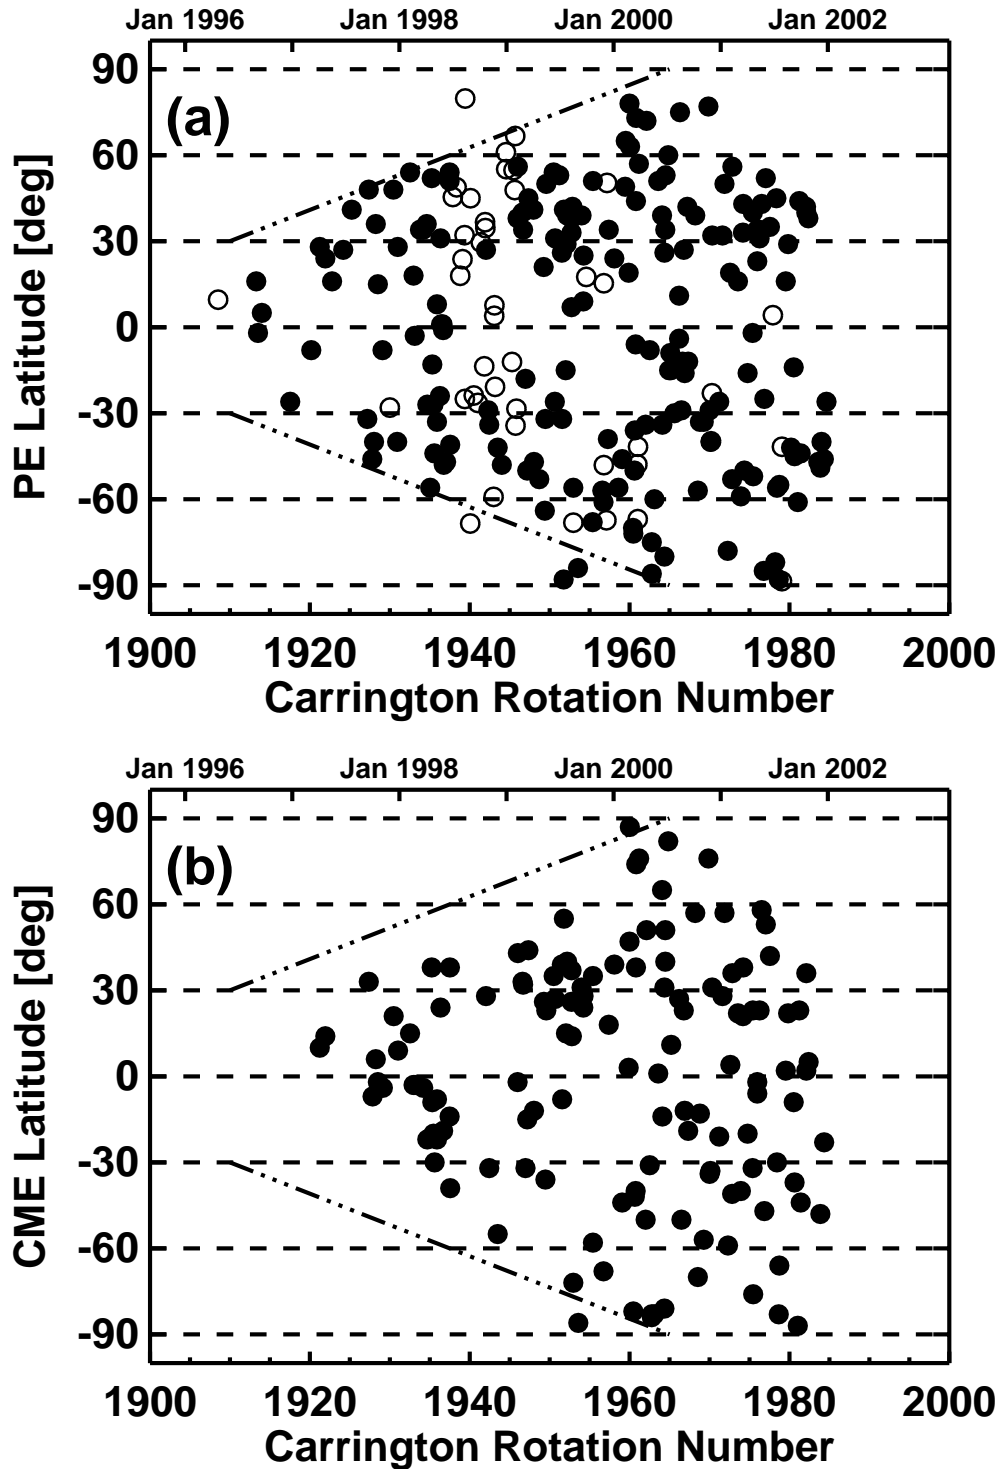 Jan 1996 Jan 1998 Jan 2000 Jan 2002
90
(a)
60
30
0
-30
-60
-90
PE Latitude [deg]
1900 1920 1940 1960 1980 2000
Carrington Rotation Number
Jan 1996 Jan 1998 Jan 2000 Jan 2002
90
(b)
60
30
0
-30
-60
-90
CME Latitude [deg]
1900 1920 1940 1960 1980 2000
Carrington Rotation Number